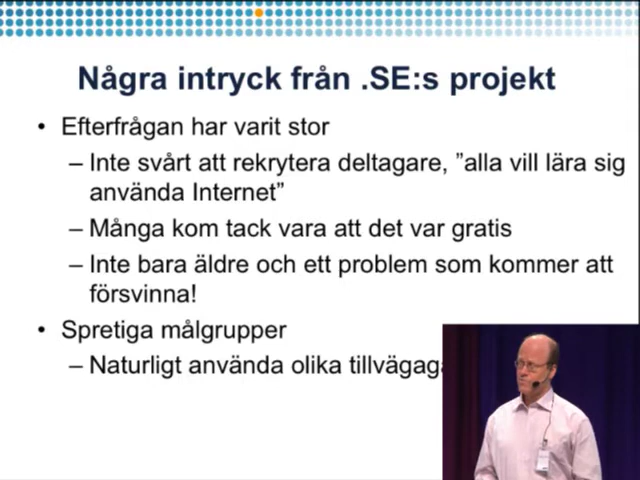 Några intryck från .SE:s projekt
• Efterfrågan har varit stor
– Inte svårt att rekrytera deltagare, ”alla vill lära sig
använda Internet”
– Många kom tack vara att det var gratis
– Inte bara äldre och ett problem som kommer att
försvinna!
• Spretiga målgrupper
– Naturligt använda olika